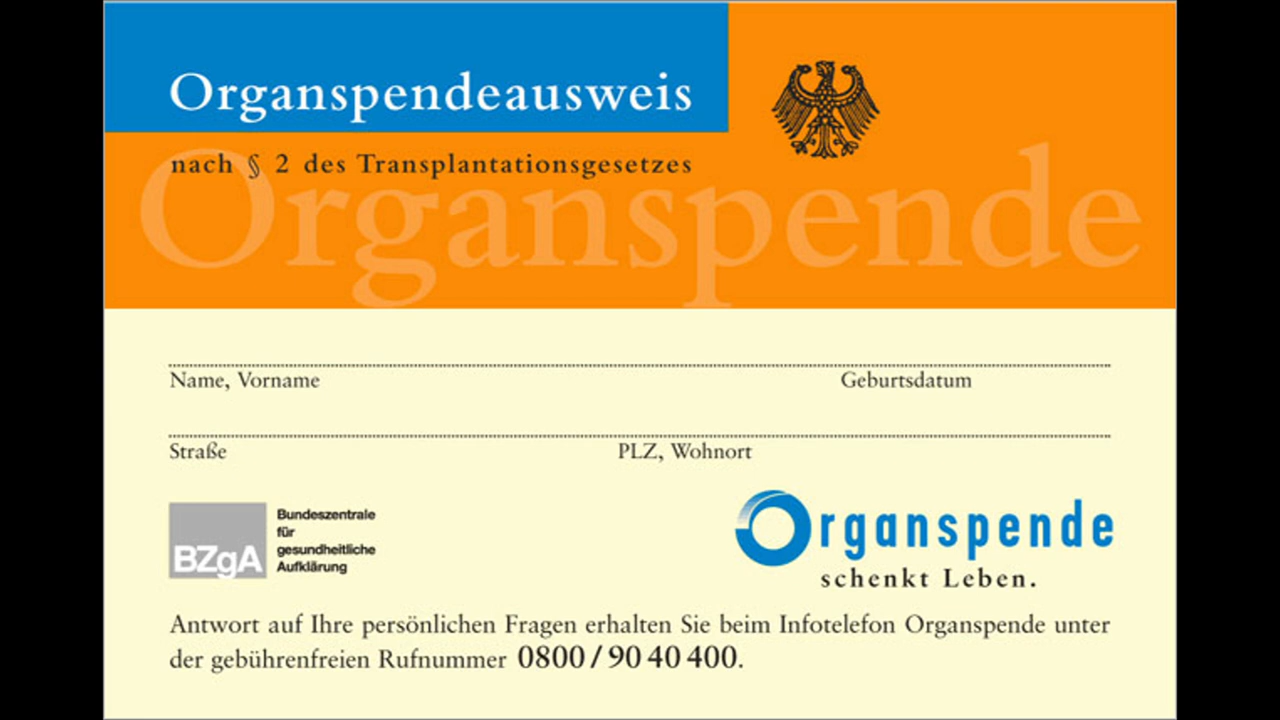 Organspendeausweis
nach § 2 des Transplantationsgesetzes
Organspende
Name, Vorname Geburtsdatum
Straße PLZ, Wohnort
BZgA
Bundeszentrale
für
gesundheitliche
Aufklärung
Organspende
schenkt Leben.
Antwort auf Ihre persönlichen Fragen erhalten Sie beim Infotelefon Organspende unter
der gebührenfreien Rufnummer 0800 / 90 40 400.